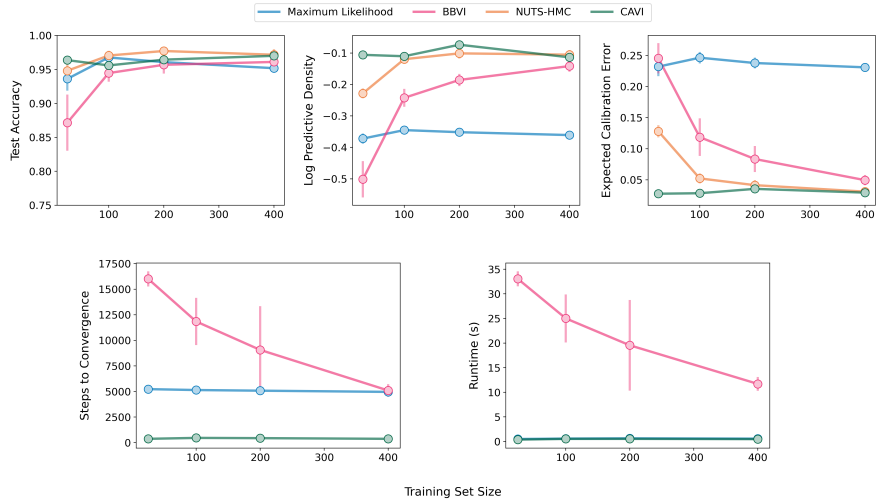 Maximum Likelihood BBVI NUTS-HMC CAVI
Test Accuracy
1.00
0.95
0.90
0.85
0.80
0.75
100 200 300 400
Log Predictive Density
−0.1
−0.2
−0.3
−0.4
−0.5
100 200 300 400
Expected Calibration Error
0.25
0.20
0.15
0.10
0.05
100 200 300 400
Steps to Convergence
17500
15000
12500
10000
7500
5000
2500
0
100 200 300 400
Runtime (s)
35
30
25
20
15
10
5
0
100 200 300 400
Training Set Size